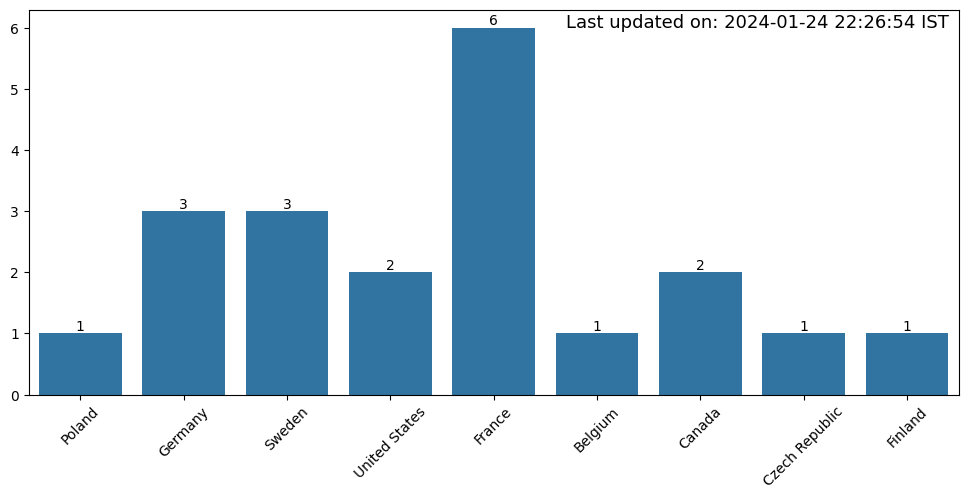 Last updated on: 2024-01-24 22:26:54 IST
6
5
4
3
2
1
0
1
3
3
2
6
1
2
1
1
Poland
Germany
Sweden
United States
France
Belgium
Canada
Czech Republic
Finland